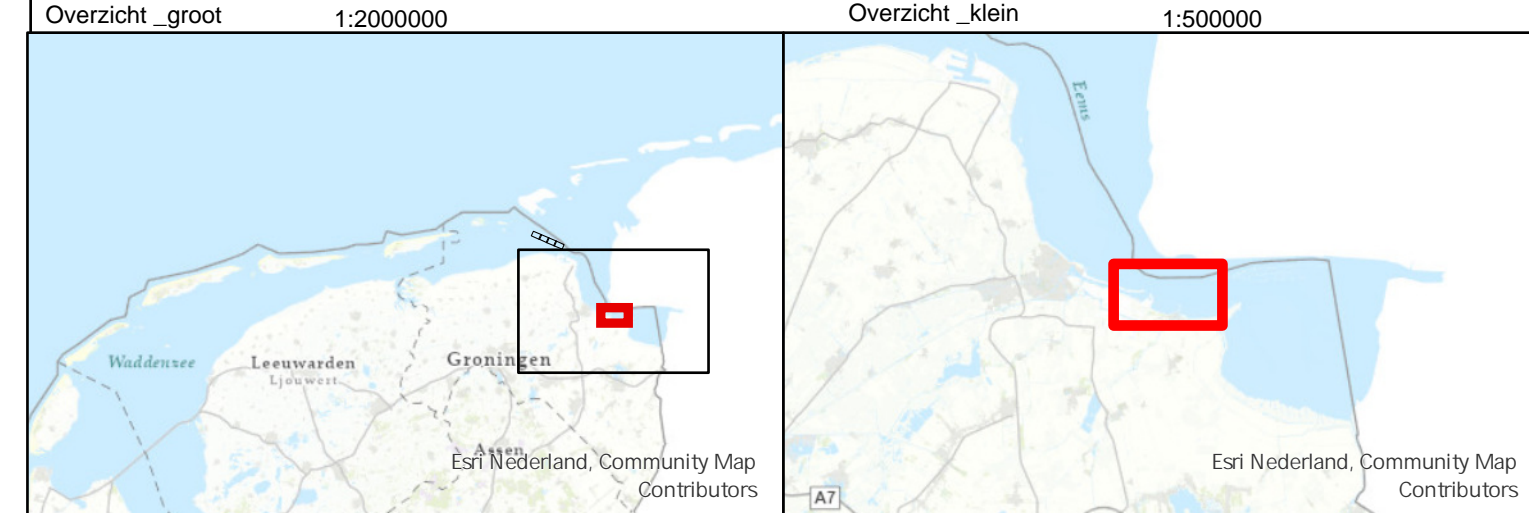 Overzicht _groot 1:2000000
Overzicht _klein 1:500000
Waddenzee
Leeuwarden
Ljouwert
Groningen
Assen
Esri Nederland, Community Map
Contributors
Eems
A7
Esri Nederland, Community Map
Contributors